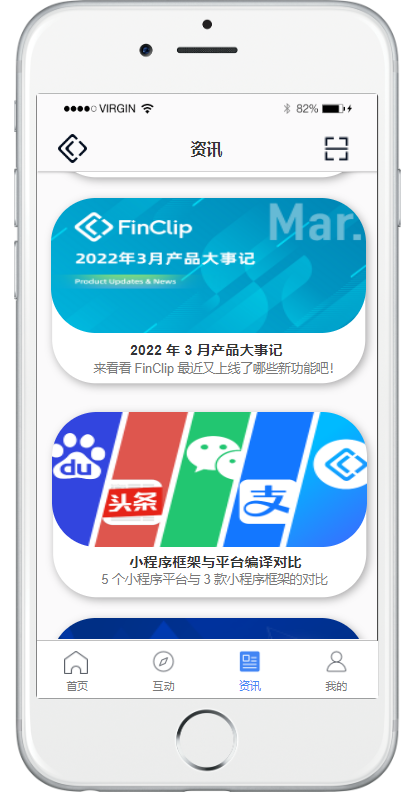 VIRGIN
82%
资讯
FinClip
Mar.
2022年3月产品大事记
Product Updates & News
2022 年 3 月产品大事记
来看看 FinClip 最近又上线了哪些新功能吧！
du
头条
支
小程序框架与平台编译对比
5 个小程序平台与 3 款小程序框架的对比
首页
互动
资讯
我的